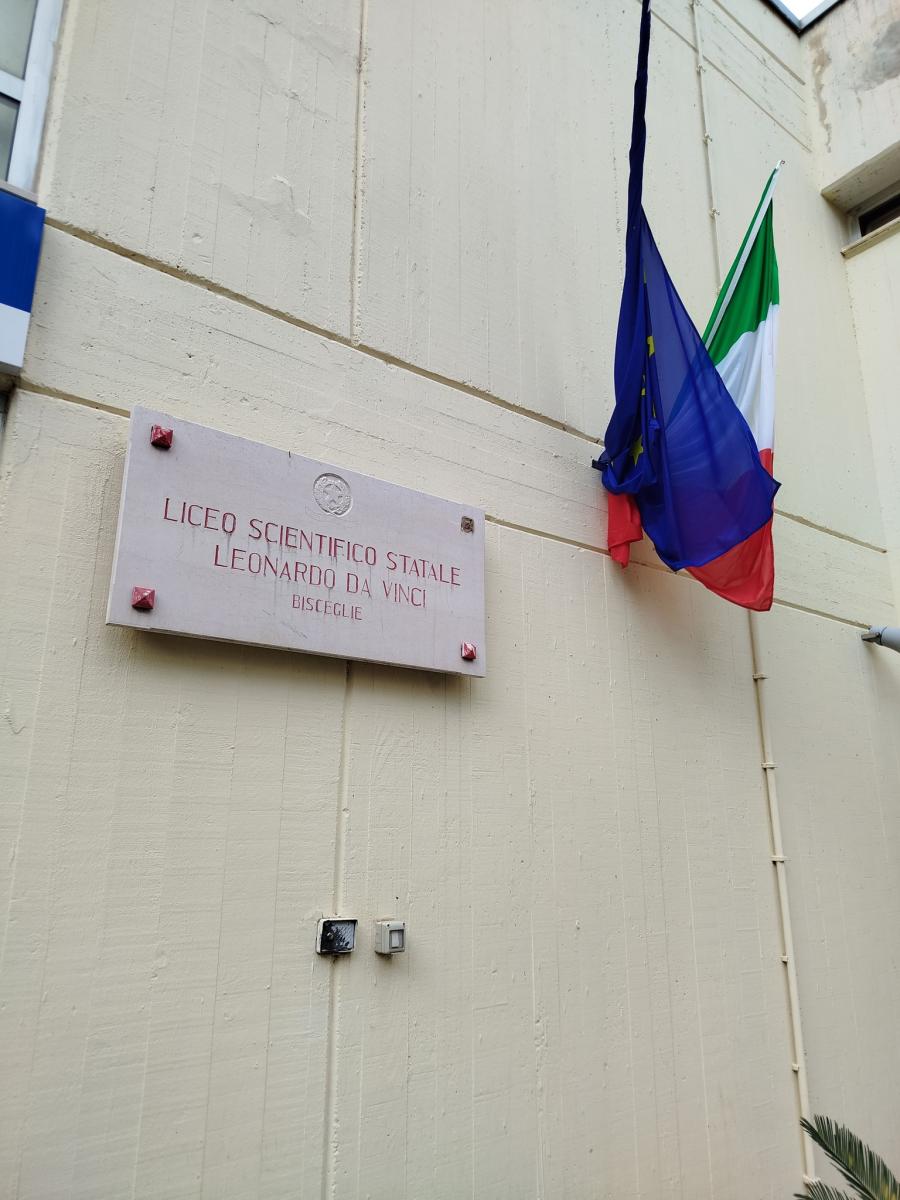 LICEO SCIENTIFICO STATALE
LEONARDO DA VINCI
BISCEGLIE